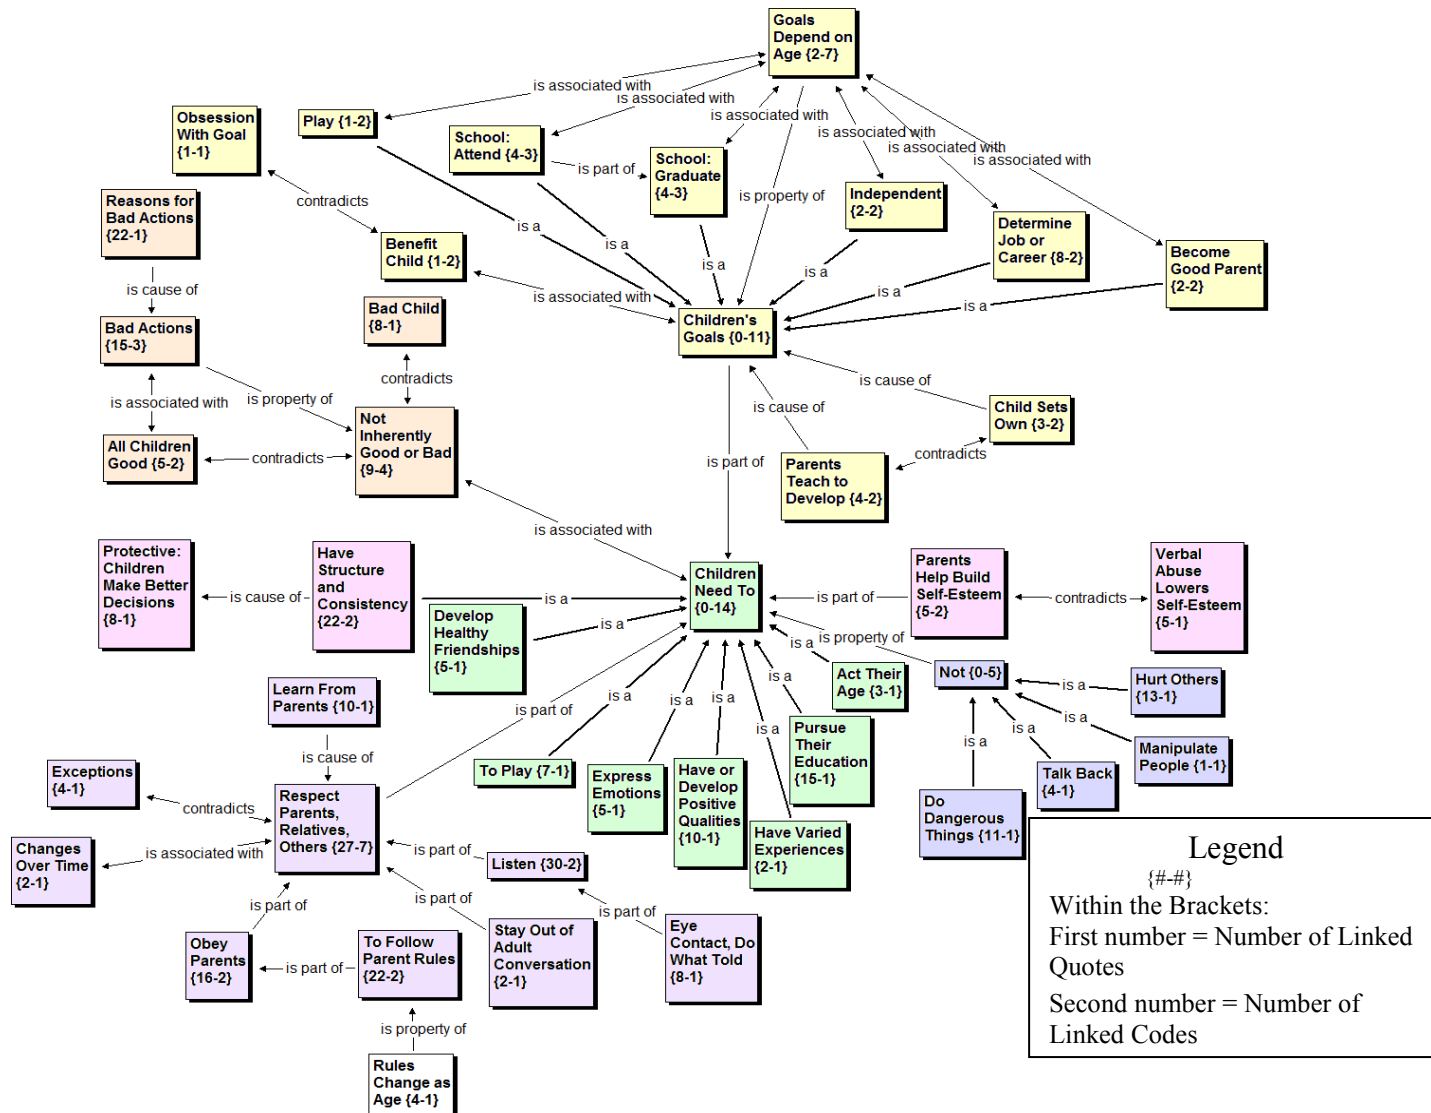 Goals
Depend on
Age {2-7}
is associated with
is associated with
is associated with
is associated with
is associated with
is associated with
is property of
Obsession
With Goal
{1-1}
Play {1-2}
School:
Attend {4-3}
is part of
School:
Graduate
{4-3}
Independent
{2-2}
Determine
Job or
Career {8-2}
Become
Good Parent
{2-2}
contradicts
Benefit
Child {1-2}
is associated with
is a
is a
is a
is a
is a
is a
Children's
Goals {0-11}
Reasons for
Bad Actions
{22-1}
is cause of
Bad Actions
{15-3}
is associated with
is property of
All Children
Good {5-2}
contradicts
Bad Child
{8-1}
contradicts
Not
Inherently
Good or Bad
{9-4}
is associated with
is part of
is cause of
is cause of
Child Sets
Own {3-2}
contradicts
Parents
Teach to
Develop {4-2}
Protective:
Children
Make Better
Decisions
{8-1}
is cause of
Have
Structure
and
Consistency
{22-2}
is a
Children
Need To
{0-14}
is part of
Parents
Help Build
Self-Esteem
{5-2}
contradicts
Verbal
Abuse
Lowers
Self-Esteem
{5-1}
Develop
Healthy
Friendships
{5-1}
is a
is property of
is a
Act Their
Age {3-1}
Not {0-5}
is a
Hurt Others
{13-1}
is a
Manipulate
People {1-1}
is a
Talk Back
{4-1}
is a
Do
Dangerous
Things {11-1}
is part of
is a
To Play {7-1}
is a
Express
Emotions
{5-1}
is a
Have or
Develop
Positive
Qualities
{10-1}
is a
Have Varied
Experiences
{2-1}
is a
Pursue
Their
Education
{15-1}
Learn From
Parents {10-1}
is cause of
Exceptions
{4-1}
contradicts
Respect
Parents,
Relatives,
Others {27-7}
Changes
Over Time
{2-1}
is associated with
is part of
Listen {30-2}
is part of
is part of
Eye
Contact, Do
What Told
{8-1}
Stay Out of
Adult
Conversation
{2-1}
is part of
Obey
Parents
{16-2}
is part of
To Follow
Parent Rules
{22-2}
is property of
Rules
Change as
Age {4-1}
Legend
{#-#}
Within the Brackets:
First number = Number of Linked
Quotes
Second number = Number of
Linked Codes